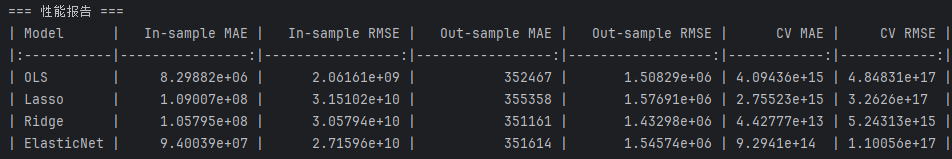 === 性能报告 ===
| Model      |   In-sample MAE |   In-sample RMSE |   Out-sample MAE |   Out-sample RMSE |      CV MAE |     CV RMSE |
|:-----------|----------------:|-----------------:|-----------------:|------------------:|------------:|------------:|
| OLS        |     8.29882e+06 |      2.06161e+09 |           352467 |       1.50829e+06 | 4.09436e+15 | 4.84831e+17 |
| Lasso      |     1.09007e+08 |      3.15102e+10 |           355358 |       1.57691e+06 | 2.75523e+15 | 3.2626e+17  |
| Ridge      |     1.05795e+08 |      3.05794e+10 |           351161 |       1.43298e+06 | 4.42777e+13 | 5.24313e+15 |
| ElasticNet |     9.40039e+07 |      2.71596e+10 |           351614 |       1.54574e+06 | 9.2941e+14  | 1.10056e+17 |